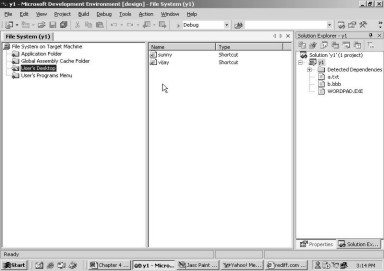 y1 - Microsoft Development Environment [design] - File System (y1)
File Edit View Project Build Debug Tools Action Window Help
Debug
File System (y1)
Solution Explorer - y1
File System on Target Machine
Application Folder
Global Assembly Cache Folder
User's Desktop
User's Programs Menu
Name Type
sunny Shortcut
vijay Shortcut
Solution 'y1' (1 project)
y1
Detected Dependencies
a.txt
b.bbb
WORDPAD.EXE
Properties Solution Ex...
Ready
Start Chapter 4 ... y1 - Micro... Jasc Paint ... Yahoo! Me... rediff.com ... 3:14 PM